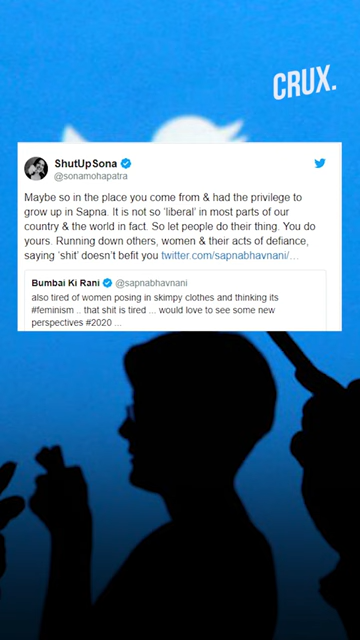 CRUX.
ShutUpSona
@sonamohapatra
Maybe so in the place you come from & had the privilege to
grow up in Sapna. It is not so 'liberal' in most parts of our
country & the world in fact. So let people do their thing. You do
yours. Running down others, women & their acts of defiance,
saying 'shit' doesn't befit you twitter.com/sapnabhavnani/...
Bumbai Ki Rani @sapnabhavnani
also tired of women posing in skimpy clothes and thinking its
#feminism .. that shit is tired ... would love to see some new
perspectives #2020 ...